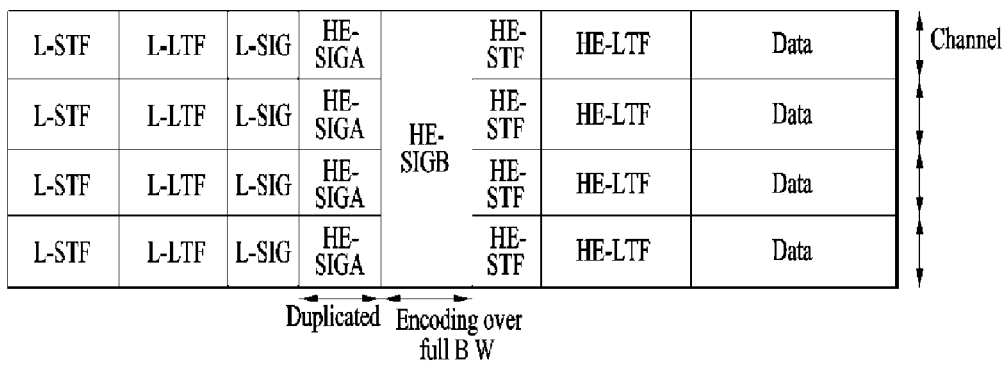 L-STF L-LTF L-SIG HE-SIGA HE-STF HE-LTF Data Channel
L-STF L-LTF L-SIG HE-SIGA HE-STF HE-LTF Data
HE-SIGB
L-STF L-LTF L-SIG HE-SIGA HE-STF HE-LTF Data
L-STF L-LTF L-SIG HE-SIGA HE-STF HE-LTF Data
Duplicated Encoding over
full B W